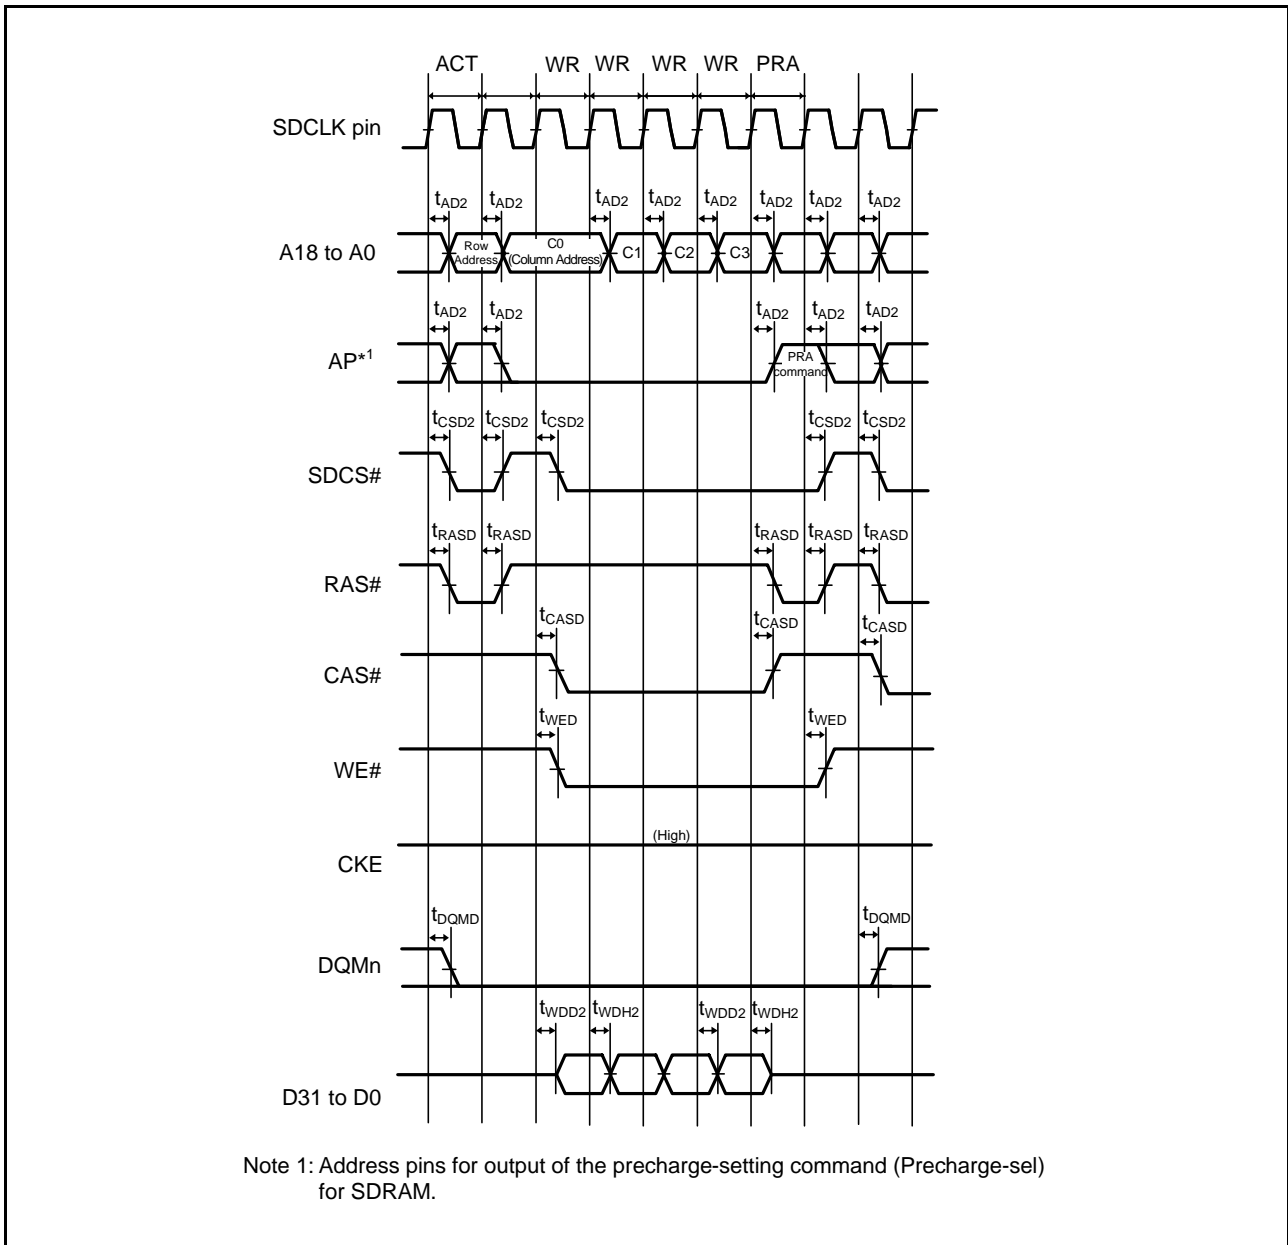 ACT WR WR WR WR PRA
SDCLK pin
tAD2 tAD2 tAD2 tAD2 tAD2 tAD2 tAD2 tAD2
A18 to A0
Row
Address
C0
(Column Address)
C1 C2 C3
tAD2 tAD2 tAD2 tAD2 tAD2
AP*1
PRA
command
tCSD2 tCSD2 tCSD2 tCSD2 tCSD2
SDCS#
tRASD tRASD tRASD tRASD tRASD
RAS#
tCASD tCASD tCASD
CAS#
tWED tWED
WE#
(High)
CKE
tDQMD tDQMD
DQMn
tWDD2 tWDH2 tWDD2 tWDH2
D31 to D0
Note 1: Address pins for output of the precharge-setting command (Precharge-sel)
for SDRAM.